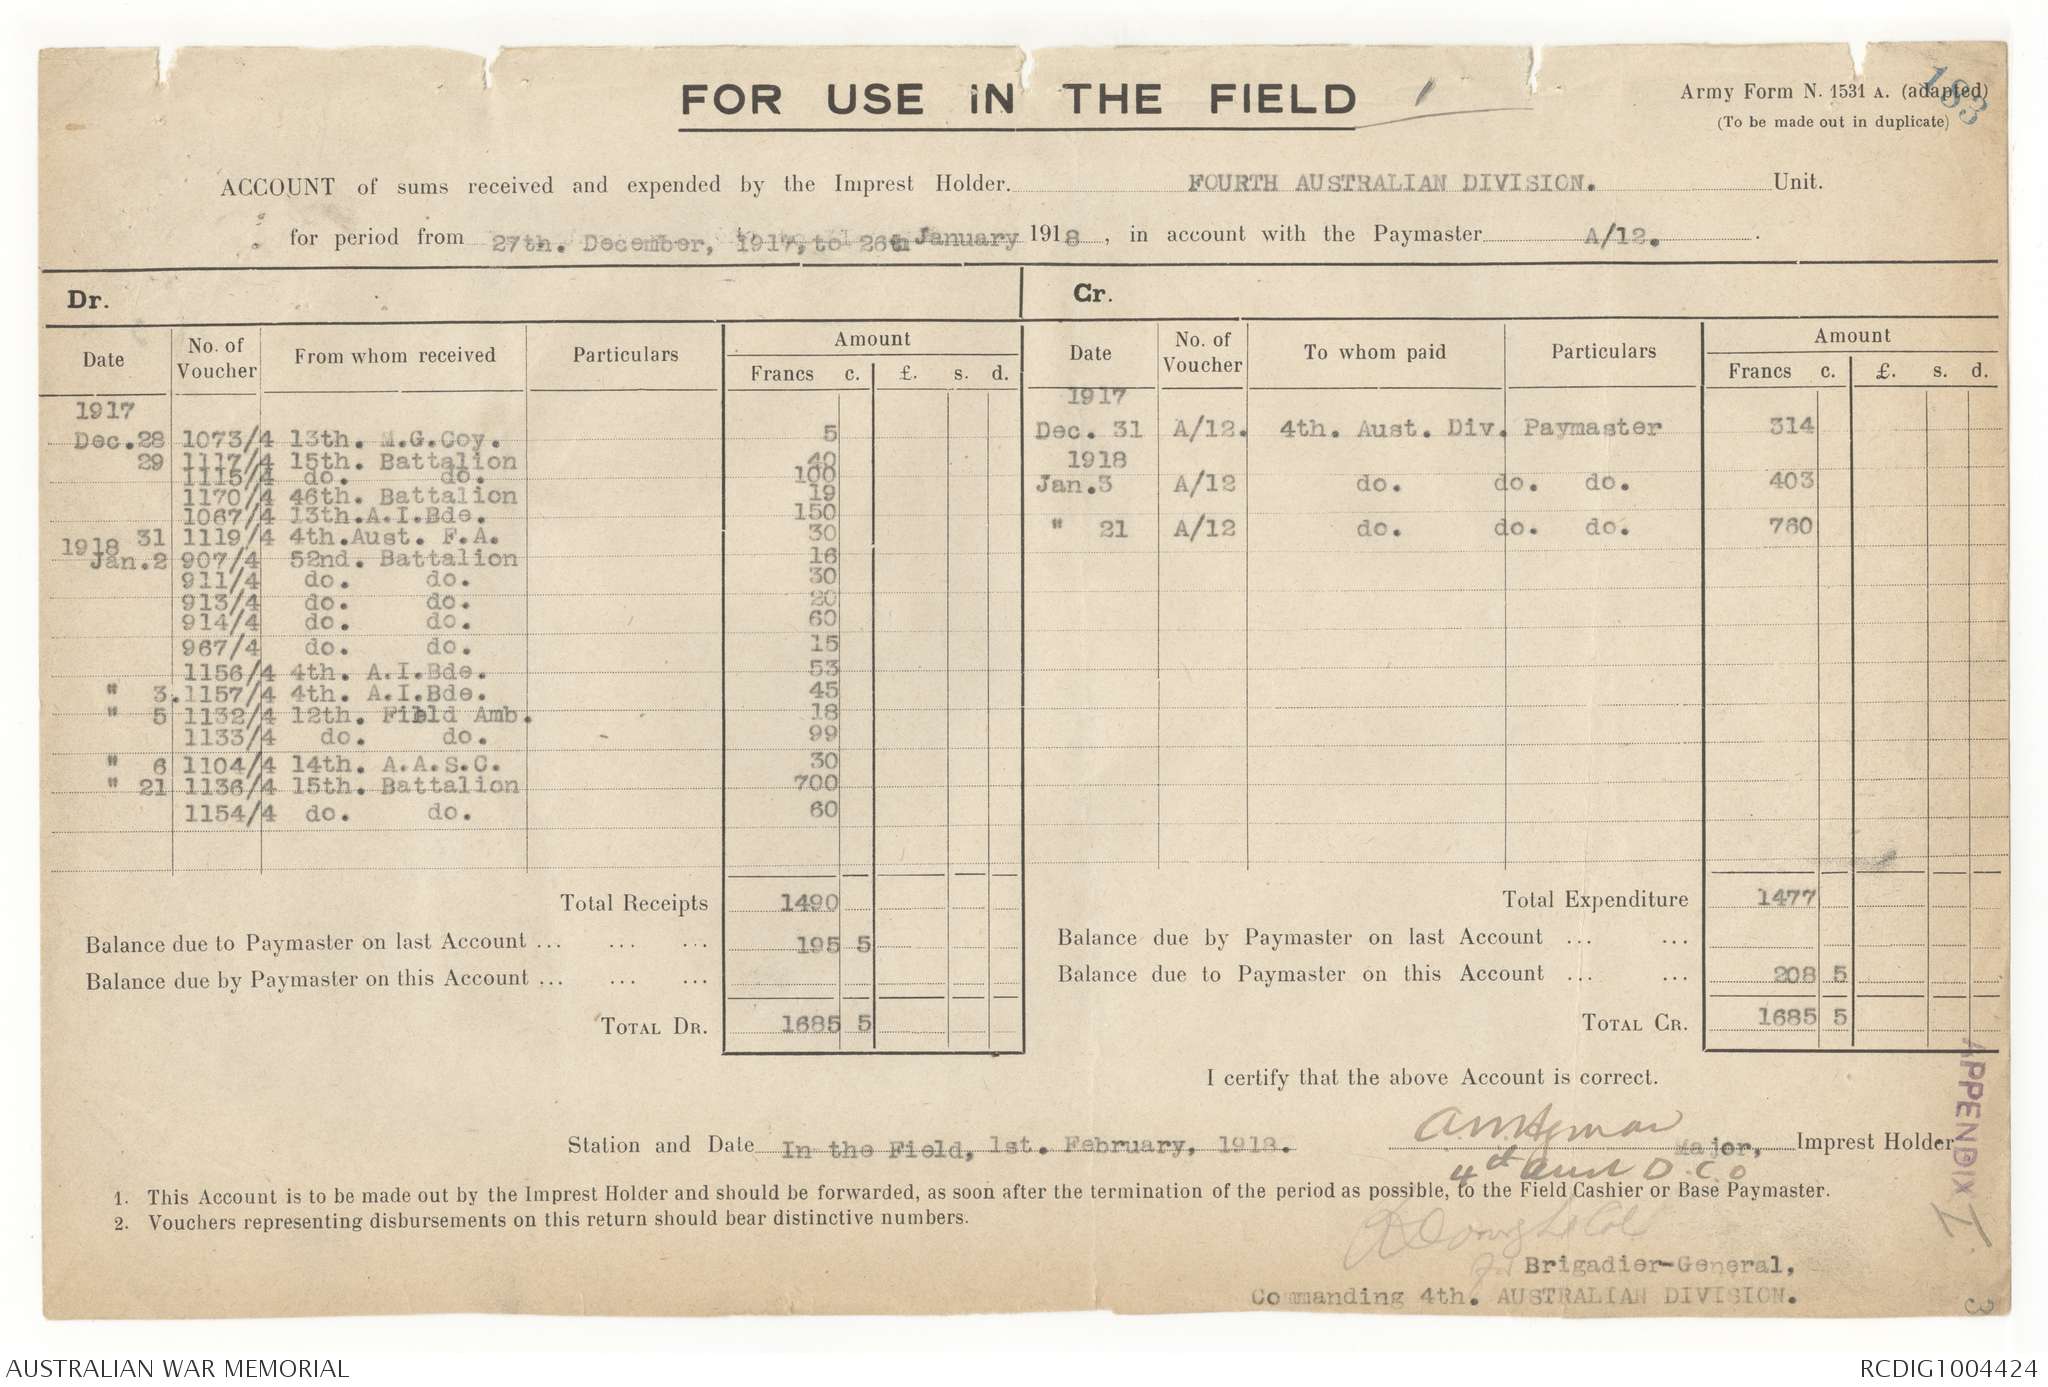 FOR USE IN THE FIELD
1
183
Army Form N. 1531 A. (adapted)
(To be made out in duplicate)
ACCOUNT of sums received and expended by the Imprest Holder. FOURTH AUSTRALIAN DIVISION. Unit.
for period from 27th. December, 1917, to 26th January 1918, in account with the Paymaster A/12.
Dr.
Date No. of Voucher From whom received Particulars Amount
Francs c. £. s. d.
1917
Dec.28 1073/4 13th. M.G.Coy. 5
29 1117/4 15th. Battalion 40
1115/4 do. do. 100
1170/4 46th. Battalion 19
1067/4 13th.A.I.Bde. 150
31 1119/4 4th.Aust. F.A. 30
1918
Jan.2 907/4 52nd. Battalion 16
911/4 do. do. 30
913/4 do. do. 20
914/4 do. do. 60
967/4 do. do. 15
1156/4 4th. A.I.Bde. 53
" 3. 1157/4 4th. A.I.Bde. 45
" 5 1132/4 12th. Field Amb. 18
1133/4 do. do. 99
" 6 1104/4 14th. A.A.S.C. 30
" 21 1136/4 15th. Battalion 700
1154/4 do. do. 60
Total Receipts 1490
Balance due to Paymaster on last Account ... ... ... 195 5
Balance due by Paymaster on this Account ... ... ...
TOTAL DR. 1685 5
Cr.
Date No. of Voucher To whom paid Particulars Amount
Francs c. £. s. d.
1917
Dec. 31 A/12. 4th. Aust. Div. Paymaster 314
1918
Jan.3 A/12 do. do. do. 403
" 21 A/12 do. do. do. 760
Total Expenditure 1477
Balance due by Paymaster on last Account ... ...
Balance due to Paymaster on this Account ... ... 208 5
TOTAL CR. 1685 5
I certify that the above Account is correct.
Station and Date In the Field, 1st. February, 1918. Major, Imprest Holder.
4th Aust D.C.O
1. This Account is to be made out by the Imprest Holder and should be forwarded, as soon after the termination of the period as possible, to the Field Cashier or Base Paymaster.
2. Vouchers representing disbursements on this return should bear distinctive numbers.
Lt Col
for Brigadier-General,
Commanding 4th. AUSTRALIAN DIVISION.
APPENDIX I.
3
AUSTRALIAN WAR MEMORIAL
RCDIG1004424